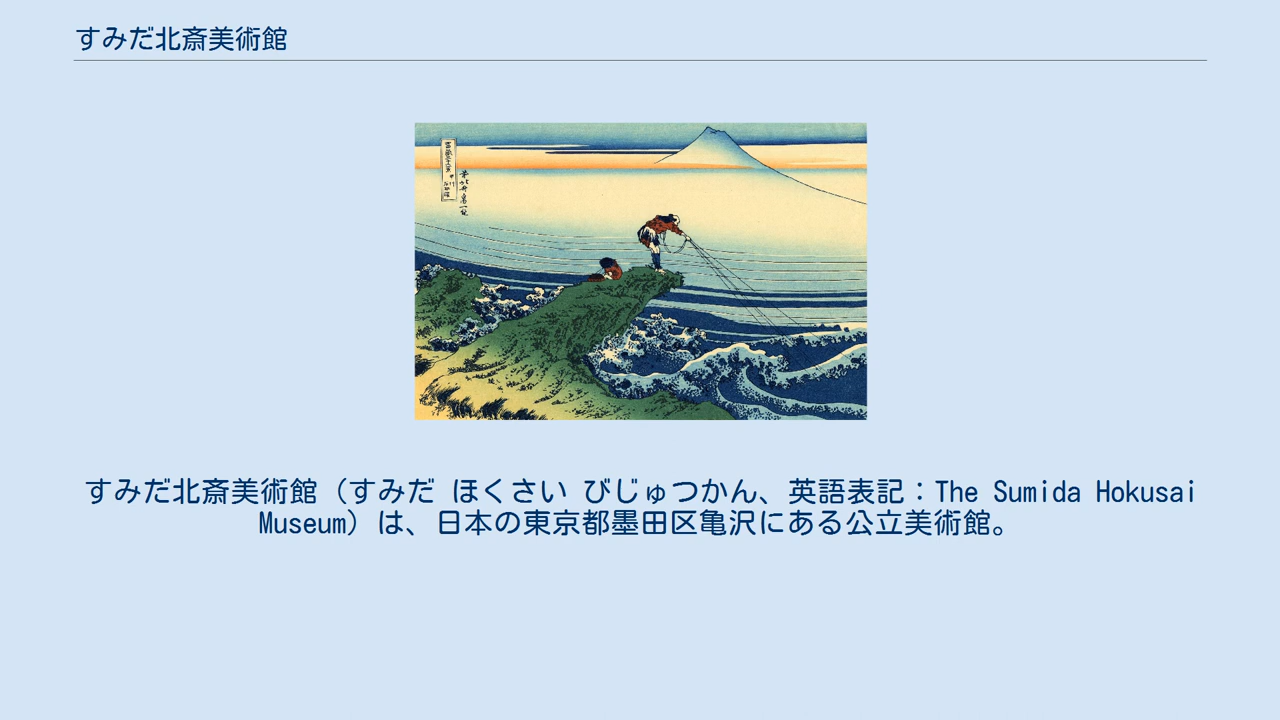 すみだ北斎美術館
すみだ北斎美術館（すみだ ほくさい びじゅつかん、英語表記：The Sumida Hokusai
Museum）は、日本の東京都墨田区亀沢にある公立美術館。